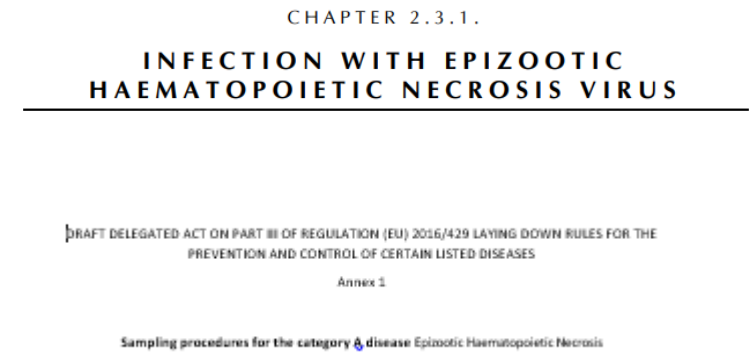 CHAPTER 2.3.1.
INFECTION WITH EPIZOOTIC
HAEMATOPOIETIC NECROSIS VIRUS
DRAFT DELEGATED ACT ON PART III OF REGULATION (EU) 2016/429 LAYING DOWN RULES FOR THE
PREVENTION AND CONTROL OF CERTAIN LISTED DISEASES
Annex 1
Sampling procedures for the category A disease Epizootic Haematopoietic Necrosis